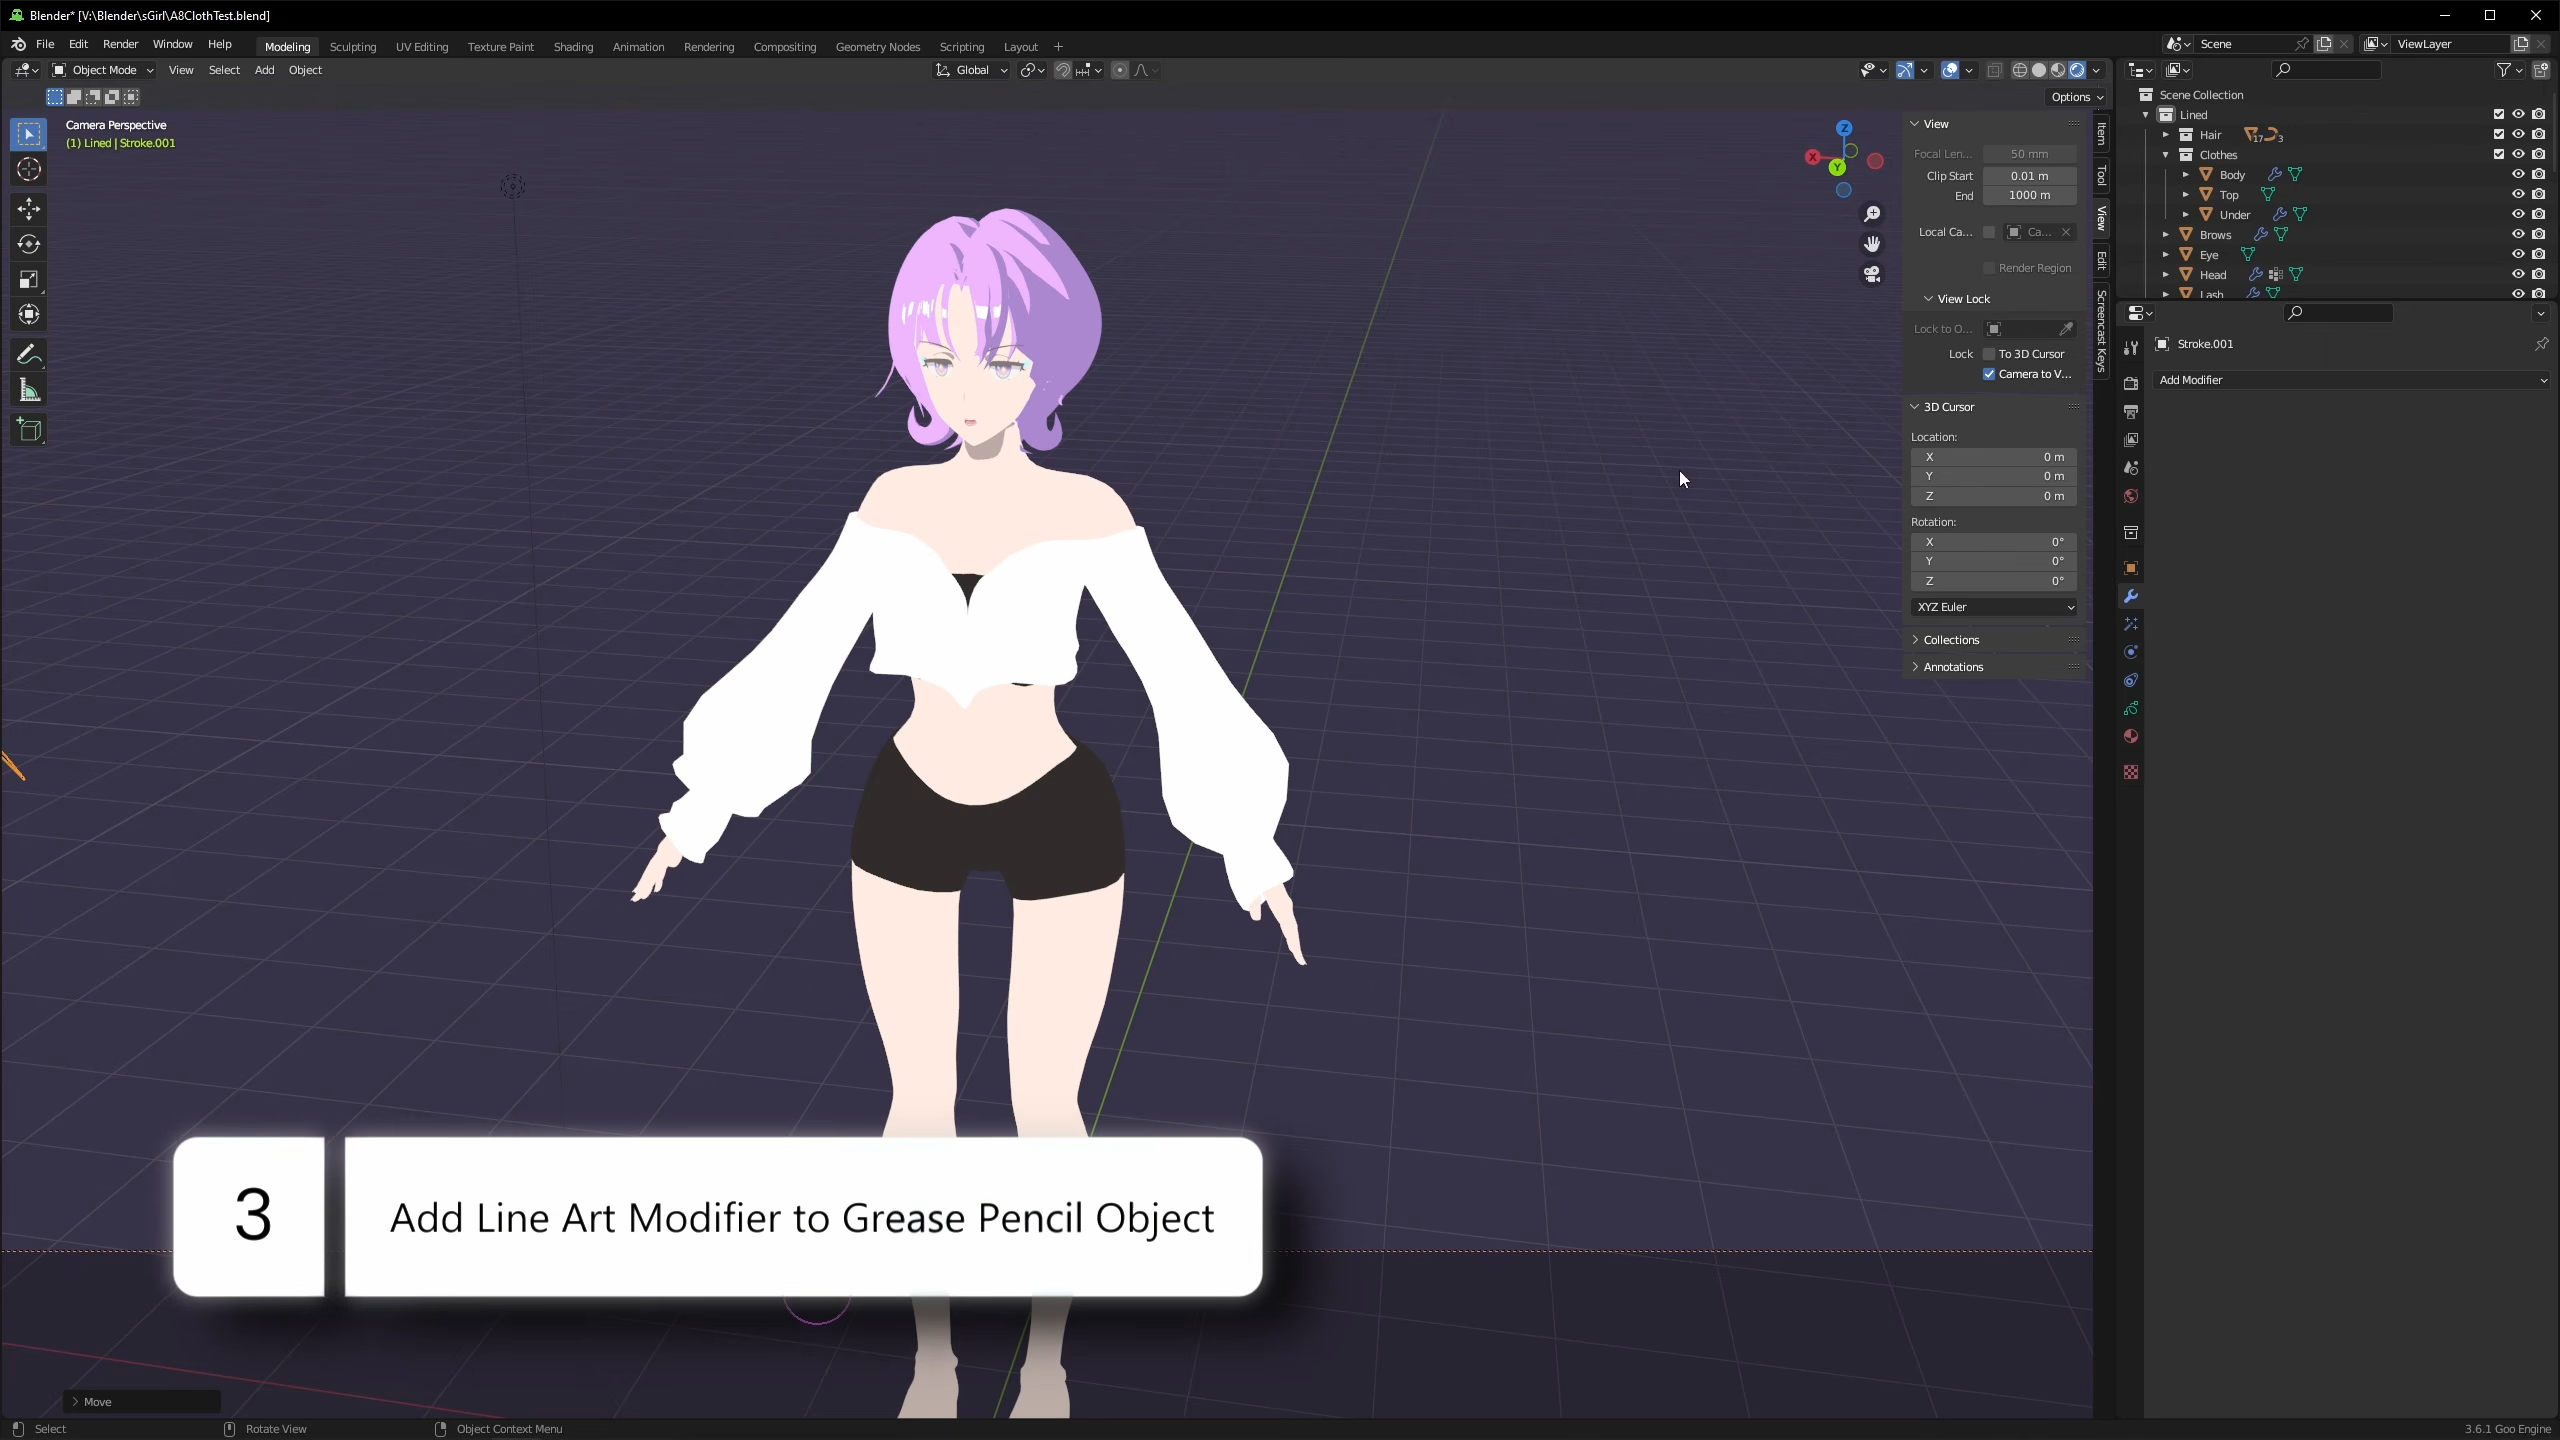 Blender* [V:\Blender\sGirl\A8ClothTest.blend]
File Edit Render Window Help Modeling Sculpting UV Editing Texture Paint Shading Animation Rendering Compositing Geometry Nodes Scripting Layout + Scene ViewLayer
Object Mode View Select Add Object Global
Options
Camera Perspective
(1) Lined | Stroke.001
Z
X
Y
View
Focal Len... 50 mm
Clip Start 0.01 m
End 1000 m
Local Ca... Ca...
Render Region
View Lock
Lock to O...
Lock To 3D Cursor
Camera to V...
3D Cursor
Location:
X 0 m
Y 0 m
Z 0 m
Rotation:
X 0°
Y 0°
Z 0°
XYZ Euler
Collections
Annotations
Item
Tool
View
Edit
Screencast Keys
Scene Collection
Lined
Hair 17 3
Clothes
Body
Top
Under
Brows
Eye
Head
Lash
Stroke.001
Add Modifier
3
Add Line Art Modifier to Grease Pencil Object
Move
Select Rotate View Object Context Menu 3.6.1 Goo Engine